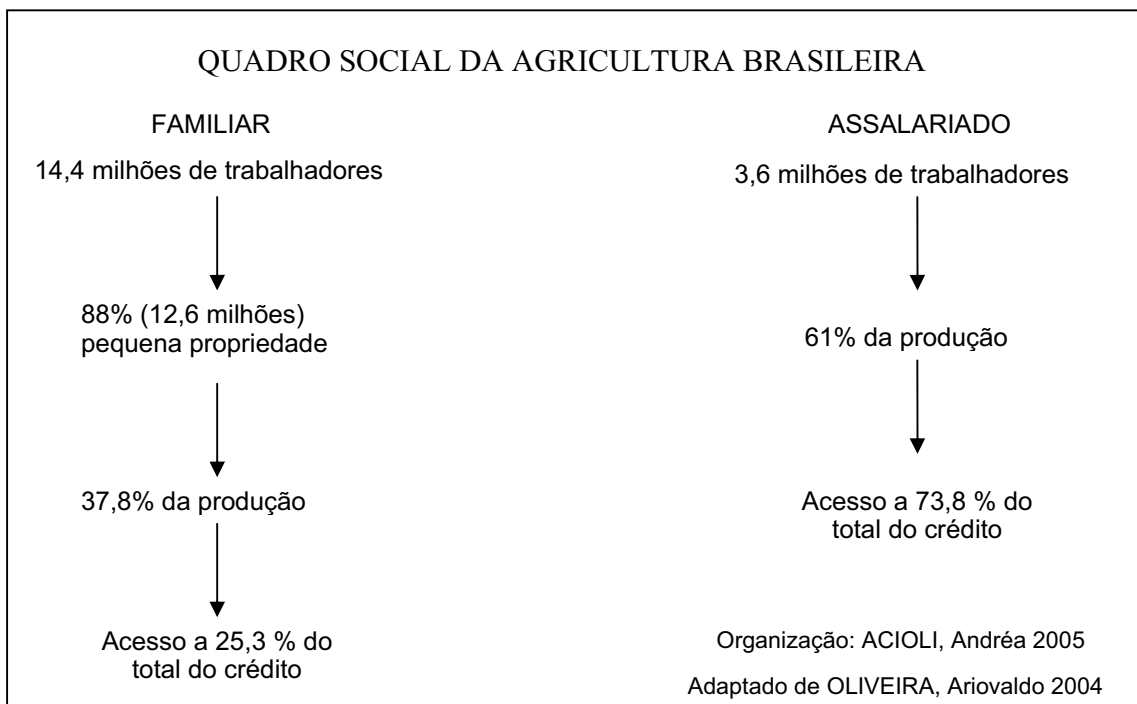 QUADRO SOCIAL DA AGRICULTURA BRASILEIRA
FAMILIAR
14,4 milhões de trabalhadores
88% (12,6 milhões)
pequena propriedade
37,8% da produção
Acesso a 25,3 % do
total do crédito
ASSALARIADO
3,6 milhões de trabalhadores
61% da produção
Acesso a 73,8 % do
total do crédito
Organização: ACIOLI, Andréa 2005
Adaptado de OLIVEIRA, Ariovaldo 2004